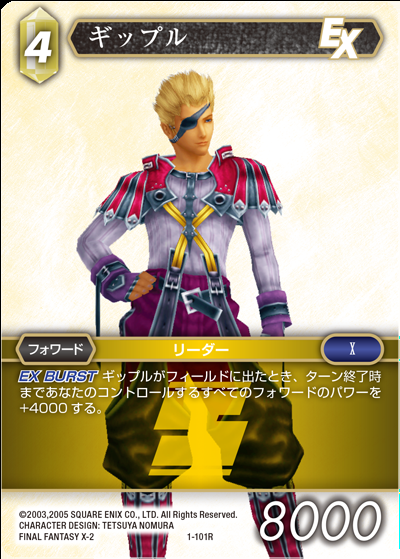 4
ギップル
EX
フォワード
リーダー
X
EX BURST ギップルがフィールドに出たとき、ターン終了時
まであなたのコントロールするすべてのフォワードのパワーを
+4000 する。
©2003,2005 SQUARE ENIX CO., LTD. All Rights Reserved.
CHARACTER DESIGN: TETSUYA NOMURA
FINAL FANTASY X-2 1-101R
8000